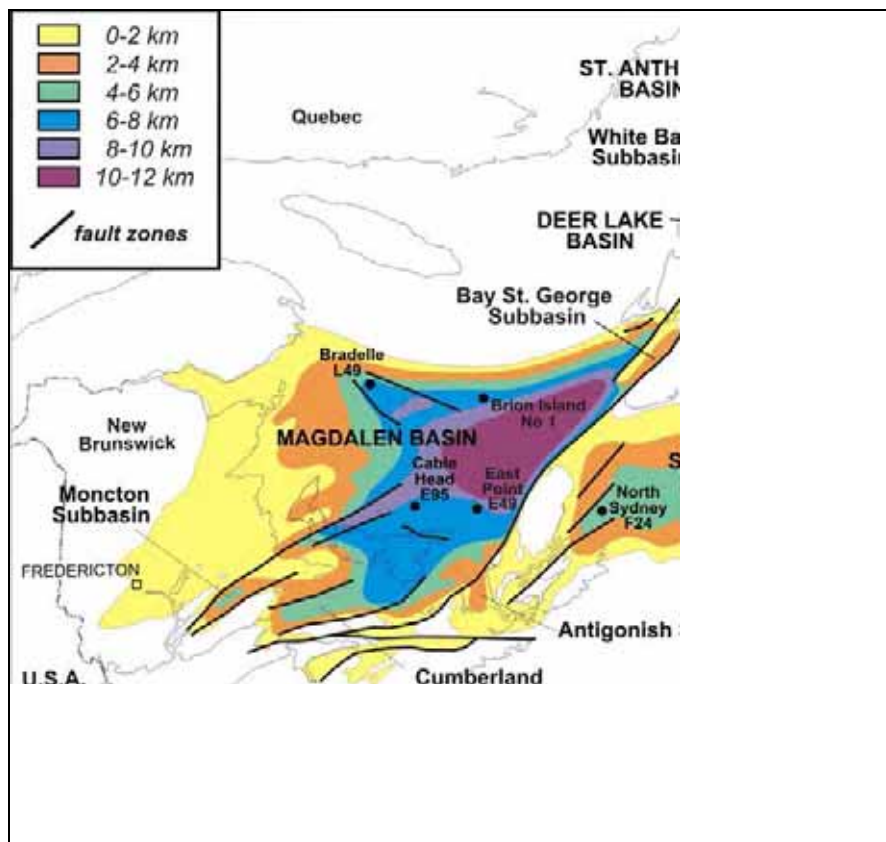 0-2 km
2-4 km
4-6 km
6-8 km
8-10 km
10-12 km
fault zones
Quebec
ST. ANTH
BASIN
White Ba
Subbasin
DEER LAKE
BASIN
Bay St. George
Subbasin
Bradelle
L49
Brion Island
No 1
New
Brunswick
MAGDALEN BASIN
Cable
Head
E95
East
Point
E49
S
Moncton
Subbasin
North
Sydney
F24
FREDERICTON
Antigonish
U.S.A.
Cumberland